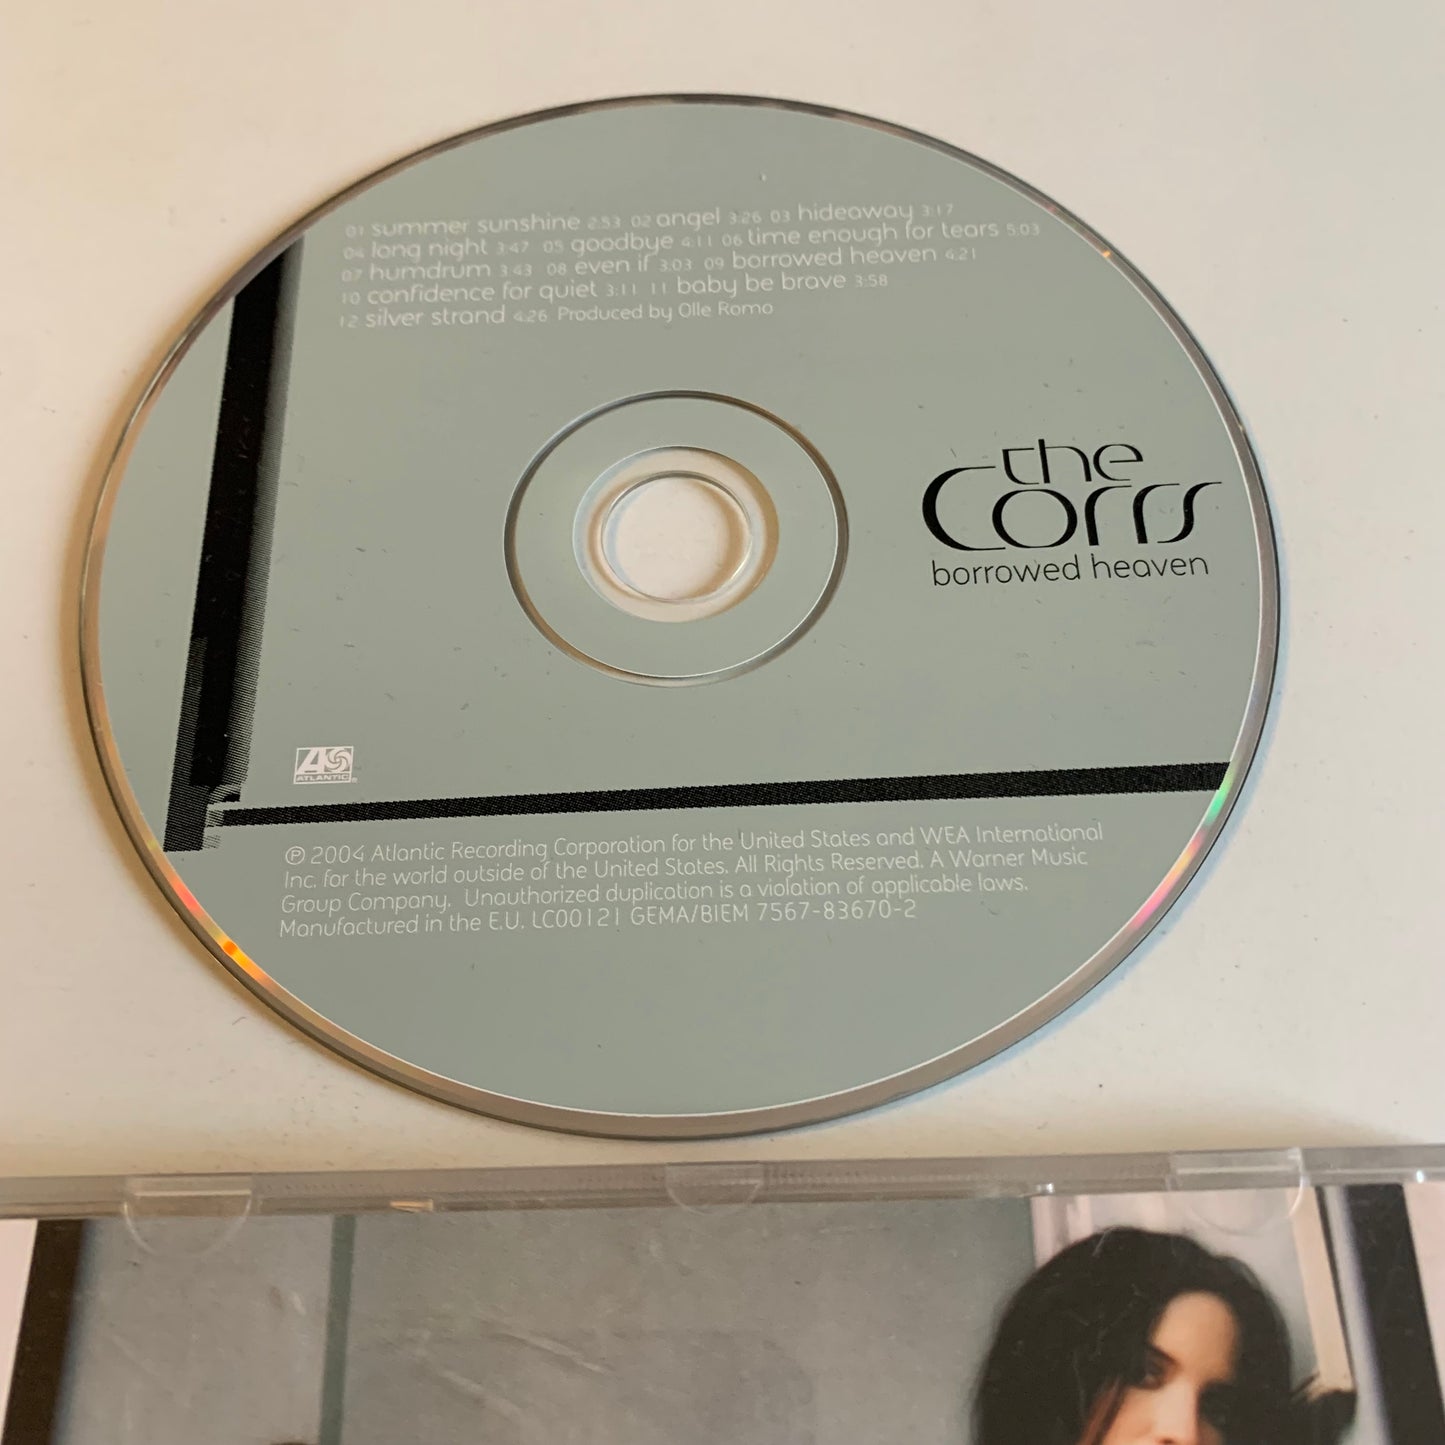 01 summer sunshine 2:53 02 angel 3:26 03 hideaway 3:17
04 long night 3:47 05 goodbye 4:11 06 time enough for tears 5:03
07 humdrum 3:43 08 even if 3:03 09 borrowed heaven 4:21
10 confidence for quiet 3:11 11 baby be brave 3:58
12 silver strand 4:26 Produced by Olle Romo
the
Corrs
borrowed heaven
ATLANTIC®
℗ 2004 Atlantic Recording Corporation for the United States and WEA International
Inc. for the world outside of the United States. All Rights Reserved. A Warner Music
Group Company. Unauthorized duplication is a violation of applicable laws.
Manufactured in the E.U. LC00121 GEMA/BIEM 7567-83670-2